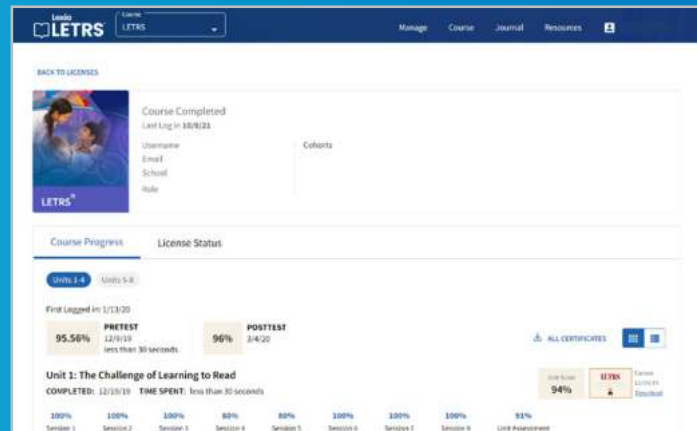 Lexia
LETRS
Course
LETRS
Manage Course Journal Resources
BACK TO LICENSES
LETRS®
Course Completed
Last Log in 10/8/21
Username
Email
School
Role
Cohorts
Course Progress License Status
Units 1-4 Units 5-8
First Logged in: 1/13/20
95.56%
PRETEST
12/9/19
less than 30 seconds
96%
POSTTEST
3/4/20
ALL CERTIFICATES
Unit 1: The Challenge of Learning to Read
COMPLETED: 12/19/19 TIME SPENT: less than 30 seconds
Unit Score
94%
LETRS
Earned
12/19/19
Download
100% 100% 100% 80% 80% 100% 100% 100% 91%
Session 1 Session 2 Session 3 Session 4 Session 5 Session 6 Session 7 Session 8 Unit Assessment